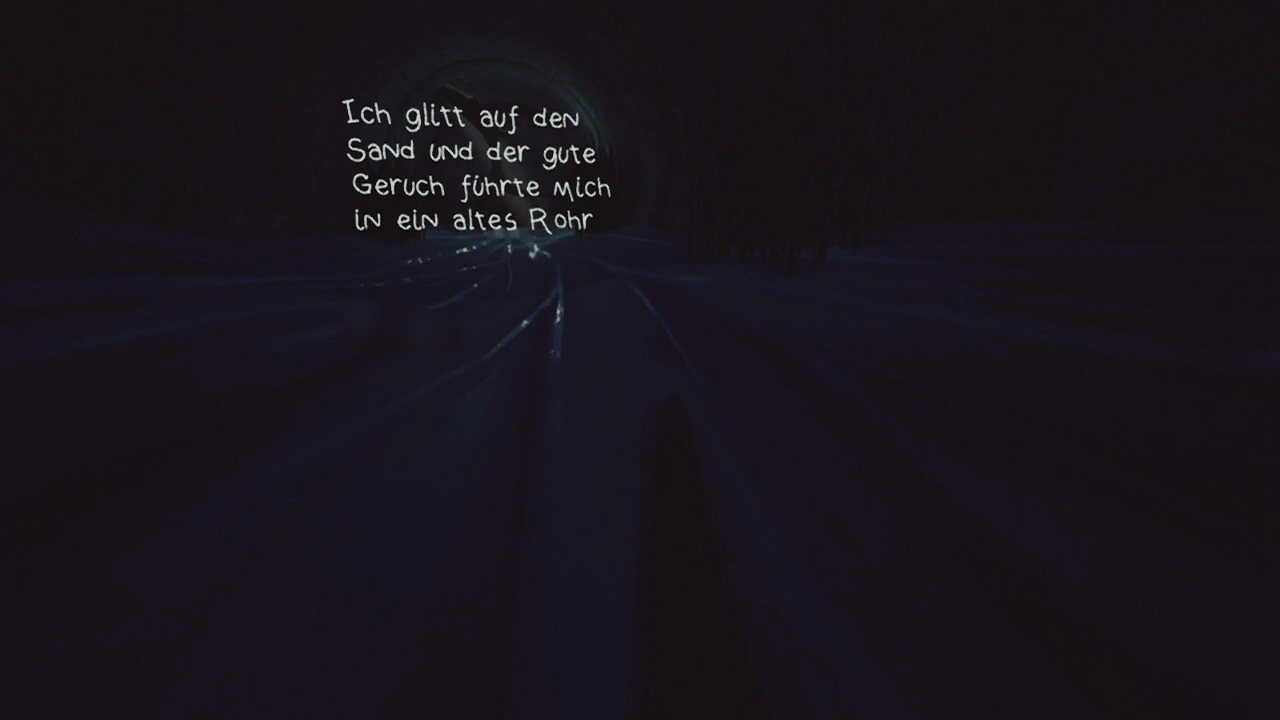 Ich glitt auf den
Sand und der gute
Geruch führte mich
in ein altes Rohr